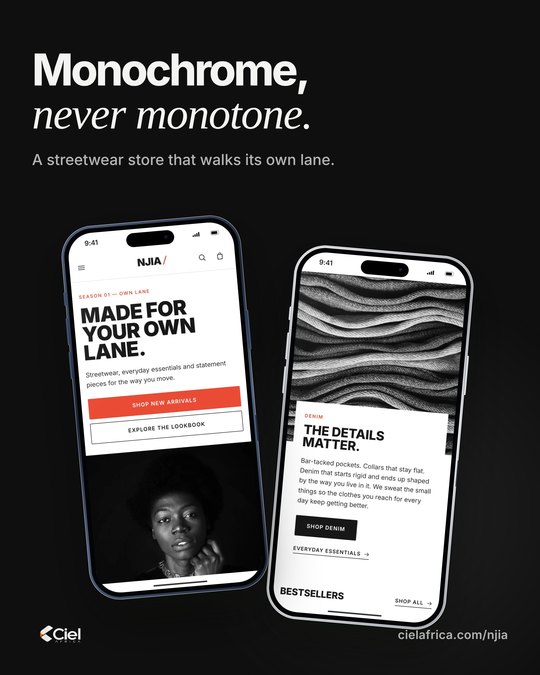 Monochrome,
never monotone.
A streetwear store that walks its own lane.
9:41
NJIA/
SEASON 01 — OWN LANE
MADE FOR
YOUR OWN
LANE.
Streetwear, everyday essentials and statement
pieces for the way you move.
SHOP NEW ARRIVALS
EXPLORE THE LOOKBOOK
9:41
DENIM
THE DETAILS
MATTER.
Bar-tacked pockets. Collars that stay flat.
Denim that starts rigid and ends up shaped
by the way you live in it. We sweat the small
things so the clothes you reach for every
day keep getting better.
SHOP DENIM
EVERYDAY ESSENTIALS →
BESTSELLERS
SHOP ALL →
Ciel
cielafrica.com/njia